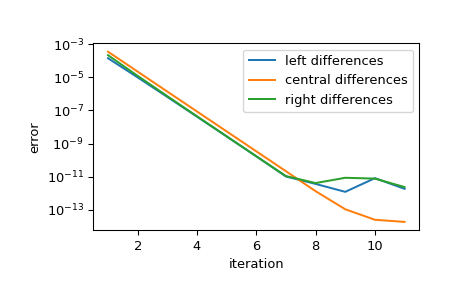 10⁻³
10⁻⁵
10⁻⁷
10⁻⁹
10⁻¹¹
10⁻¹³
error
left differences
central differences
right differences
2 4 6 8 10
iteration